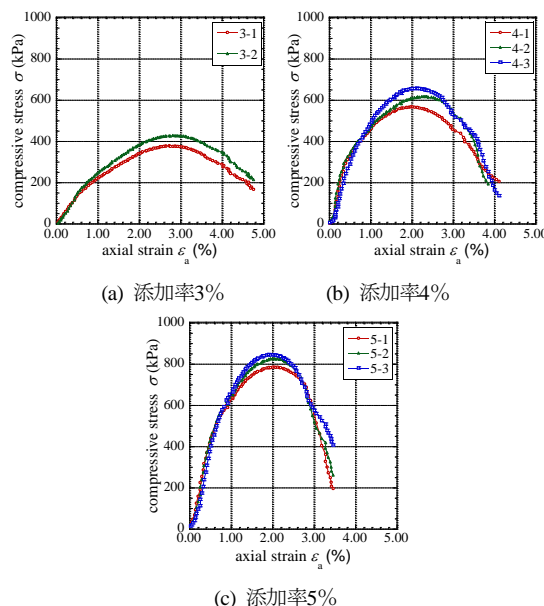 compressive stress σ (kPa)
1000
800
600
400
200
0
0.00 1.00 2.00 3.00 4.00 5.00
axial strain εa (%)
3-1
3-2
(a) 添加率3%
compressive stress σ (kPa)
1000
800
600
400
200
0
0.00 1.00 2.00 3.00 4.00 5.00
axial strain εa (%)
4-1
4-2
4-3
(b) 添加率4%
compressive stress σ (kPa)
1000
800
600
400
200
0
0.00 1.00 2.00 3.00 4.00 5.00
axial strain εa (%)
5-1
5-2
5-3
(c) 添加率5%